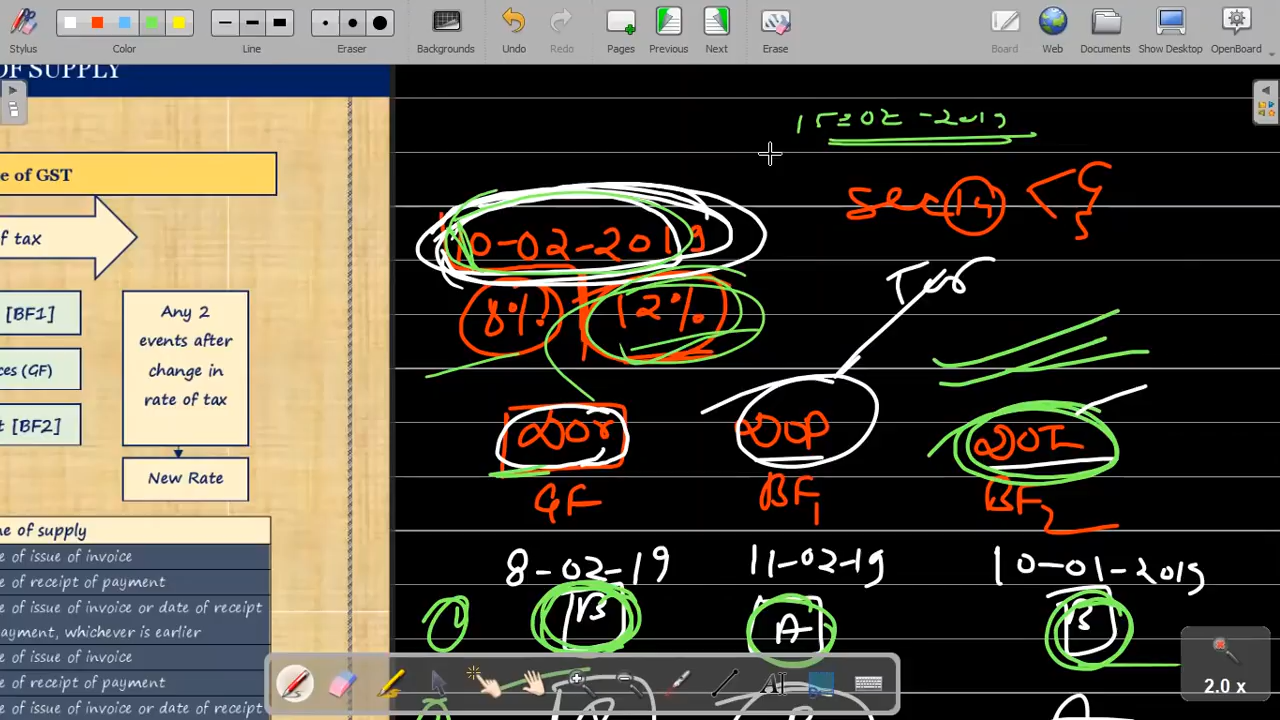 Stylus Color Line Eraser Backgrounds Undo Redo Pages Previous Next Erase Board Web Documents Show Desktop OpenBoard
OF SUPPLY
e of GST
of tax
[BF1]
ces (GF)
t [BF2]
Any 2
events after
change in
rate of tax
New Rate
e of supply
e of issue of invoice
e of receipt of payment
e of issue of invoice or date of receipt
ayment, whichever is earlier
e of issue of invoice
e of receipt of payment
e of issue of invoice or date of receipt
15-02-2019
sec 14
10-02-2019
8% 12%
DOP DOI
GF BF1 BF2
8-02-19 11-02-19 10-01-2019
B A B
2.0 x